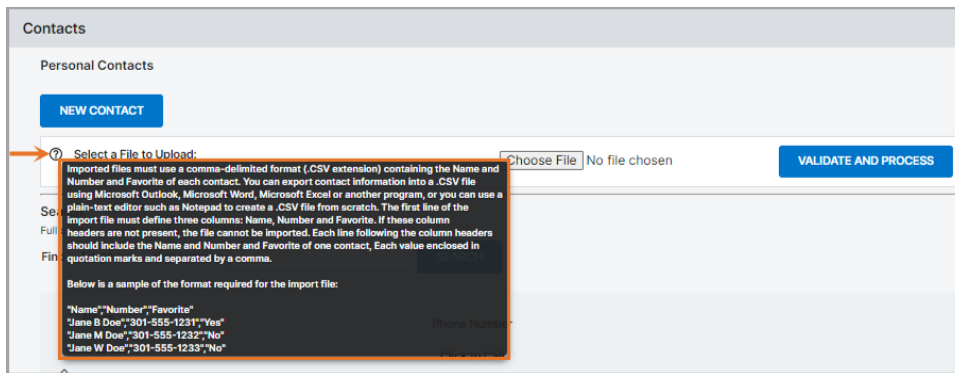 Contacts
Personal Contacts
NEW CONTACT
Select a File to Upload:
Choose File No file chosen
VALIDATE AND PROCESS
Imported files must use a comma-delimited format (.CSV extension) containing the Name and
Number and Favorite of each contact. You can export contact information into a .CSV file
using Microsoft Outlook, Microsoft Word, Microsoft Excel or another program, or you can use a
plain-text editor such as Notepad to create a .CSV file from scratch. The first line of the
import file must define three columns: Name, Number and Favorite. If these column
headers are not present, the file cannot be imported. Each line following the column headers
should include the Name and Number and Favorite of one contact, Each value enclosed in
quotation marks and separated by a comma.
Below is a sample of the format required for the import file:
"Name","Number","Favorite"
"Jane B Doe","301-555-1231","Yes"
"Jane M Doe","301-555-1232","No"
"Jane W Doe","301-555-1233","No"
Full
SEARCH
Phone Number
Click to Call